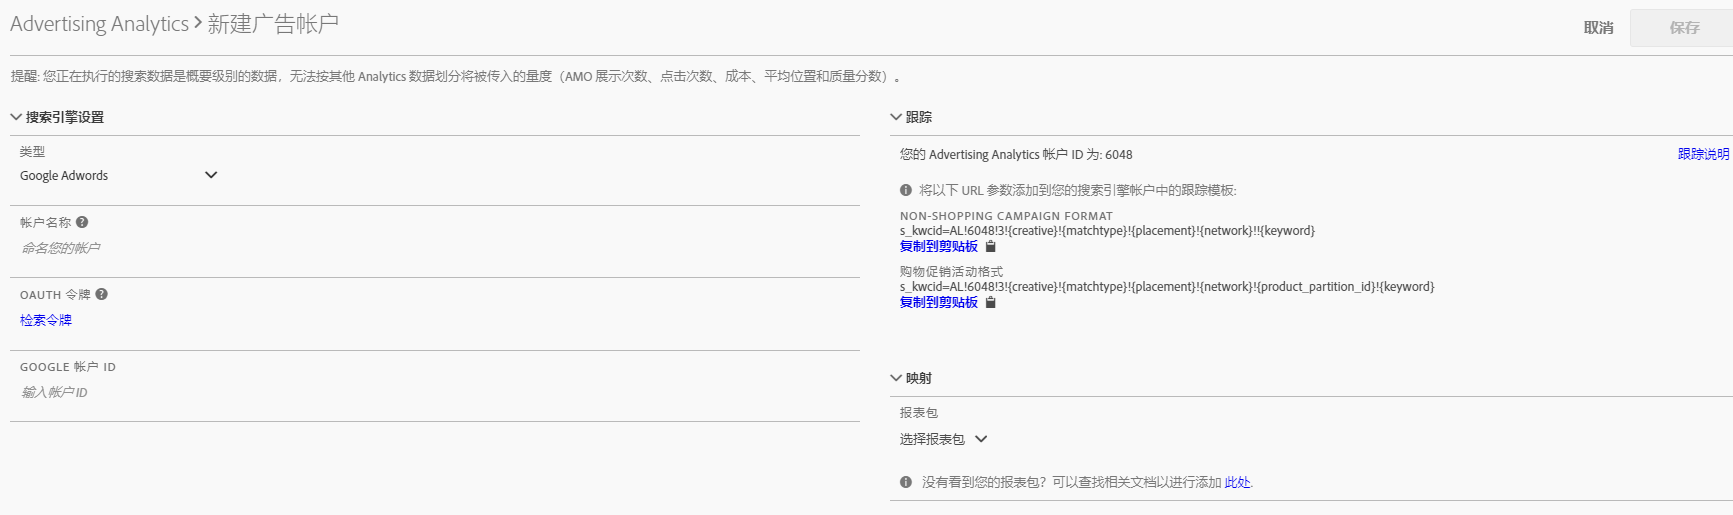 Advertising Analytics > 新建广告帐户
取消
保存
提醒: 您正在执行的搜索数据是概要级别的数据，无法按其他 Analytics 数据划分将被传入的量度（AMO 展示次数、点击次数、成本、平均位置和质量分数）。
搜索引擎设置
类型
Google Adwords
帐户名称
命名您的帐户
OAUTH 令牌
检索令牌
GOOGLE 帐户 ID
输入帐户 ID
跟踪
您的 Advertising Analytics 帐户 ID 为: 6048
跟踪说明
将以下 URL 参数添加到您的搜索引擎帐户中的跟踪模板:
NON-SHOPPING CAMPAIGN FORMAT
s_kwcid=AL!6048!3!{creative}!{matchtype}!{placement}!{network}!!{keyword}
复制到剪贴板
购物促销活动格式
s_kwcid=AL!6048!3!{creative}!{matchtype}!{placement}!{network}!{product_partition_id}!{keyword}
复制到剪贴板
映射
报表包
选择报表包
没有看到您的报表包？可以查找相关文档以进行添加 此处.